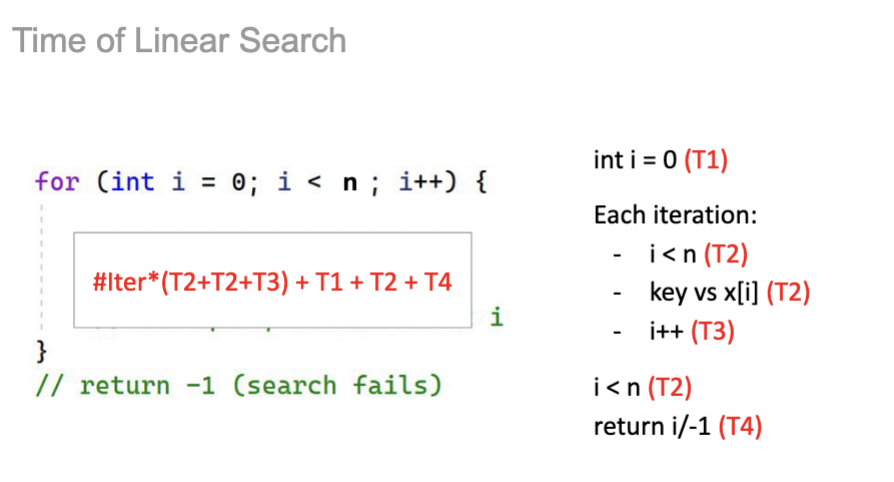 Time of Linear Search
for (int i = 0; i < n ; i++) {
#Iter*(T2+T2+T3) + T1 + T2 + T4
i
}
// return -1 (search fails)
int i = 0 (T1)
Each iteration:
- i < n (T2)
- key vs x[i] (T2)
- i++ (T3)
i < n (T2)
return i/-1 (T4)